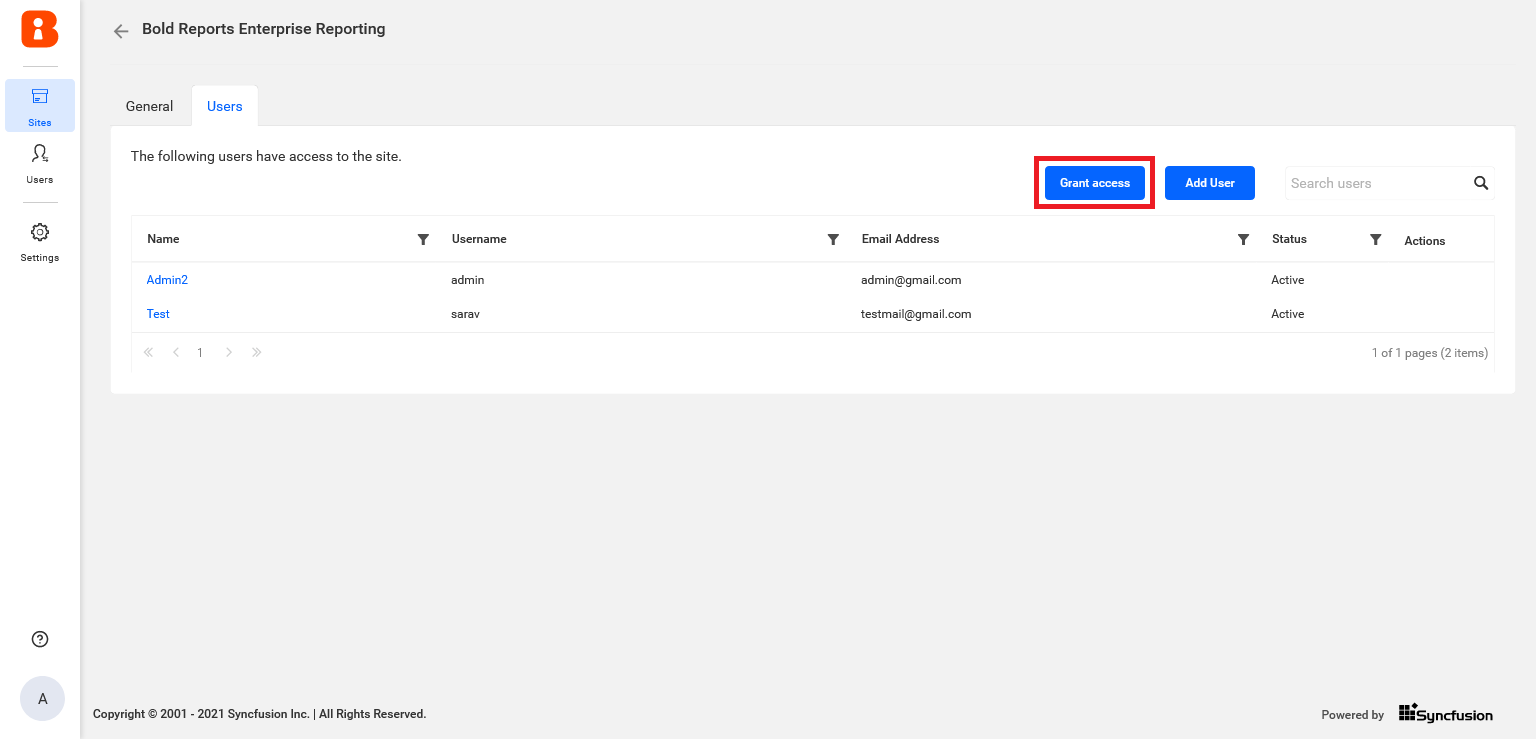 Bold Reports Enterprise Reporting
Sites
Users
Settings
A
General Users
The following users have access to the site.
Grant access Add User Search users
Name Username Email Address Status Actions
Admin2 admin admin@gmail.com Active
Test sarav testmail@gmail.com Active
1 1 of 1 pages (2 items)
Copyright © 2001 - 2021 Syncfusion Inc. | All Rights Reserved. Powered by Syncfusion